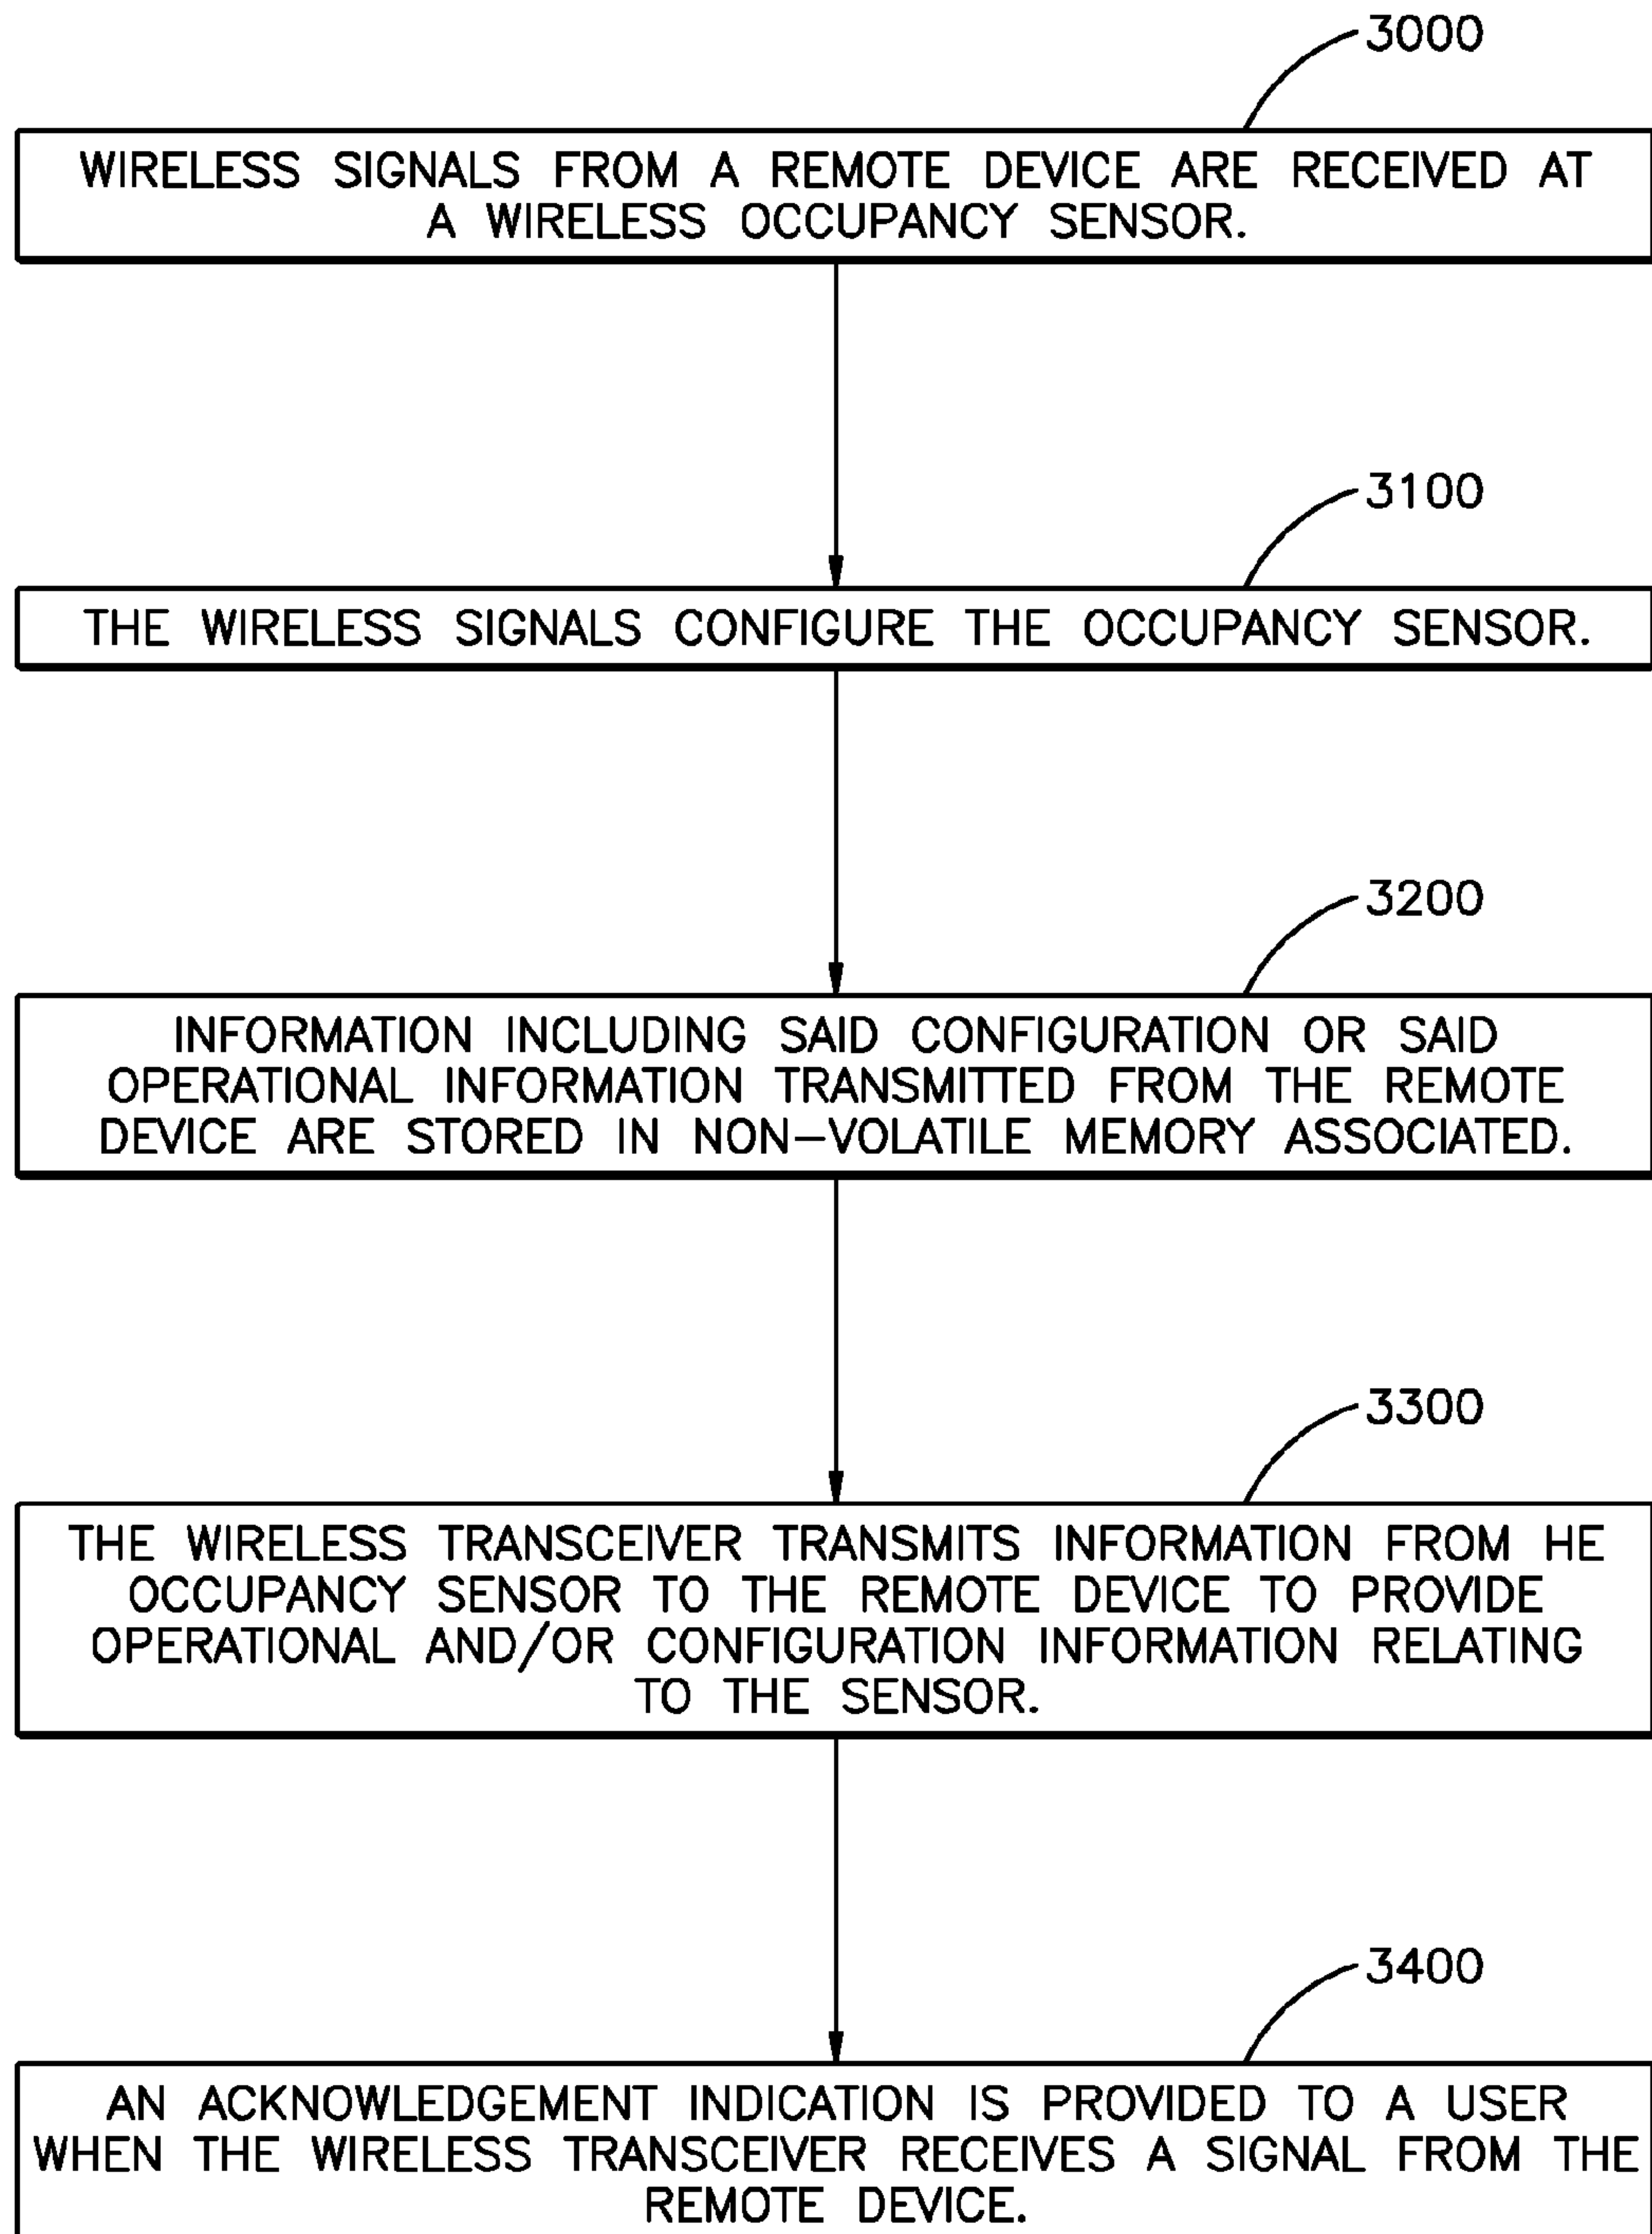 3000
WIRELESS SIGNALS FROM A REMOTE DEVICE ARE RECEIVED AT
A WIRELESS OCCUPANCY SENSOR.
3100
THE WIRELESS SIGNALS CONFIGURE THE OCCUPANCY SENSOR.
3200
INFORMATION INCLUDING SAID CONFIGURATION OR SAID
OPERATIONAL INFORMATION TRANSMITTED FROM THE REMOTE
DEVICE ARE STORED IN NON-VOLATILE MEMORY ASSOCIATED.
3300
THE WIRELESS TRANSCEIVER TRANSMITS INFORMATION FROM HE
OCCUPANCY SENSOR TO THE REMOTE DEVICE TO PROVIDE
OPERATIONAL AND/OR CONFIGURATION INFORMATION RELATING
TO THE SENSOR.
3400
AN ACKNOWLEDGEMENT INDICATION IS PROVIDED TO A USER
WHEN THE WIRELESS TRANSCEIVER RECEIVES A SIGNAL FROM THE
REMOTE DEVICE.